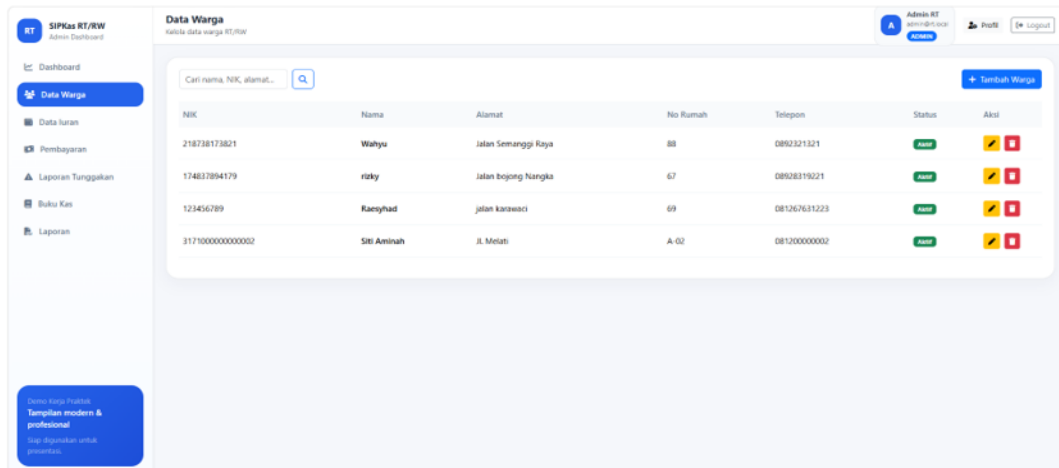 RT
SIPKas RT/RW
Admin Dashboard
Dashboard
Data Warga
Data Iuran
Pembayaran
Laporan Tunggakan
Buku Kas
Laporan
Demo Kerja Praktek
Tampilan modern &
profesional
Siap digunakan untuk
presentasi.
Data Warga
Kelola data warga RT/RW
A
Admin RT
ADMIN
Profil
Logout
Cari nama, NIK, alamat...
+ Tambah Warga
NIK Nama Alamat No Rumah Telepon Status Aksi
218738173821 Wahyu Jalan Semanggi Raya 88 0892321321 Aktif
174837894179 rizky Jalan bojong Nangka 67 08928319221 Aktif
123456789 Raesyhad jalan karawaci 69 081267631223 Aktif
3171000000000002 Siti Aminah Jl. Melati A-02 081200000002 Aktif